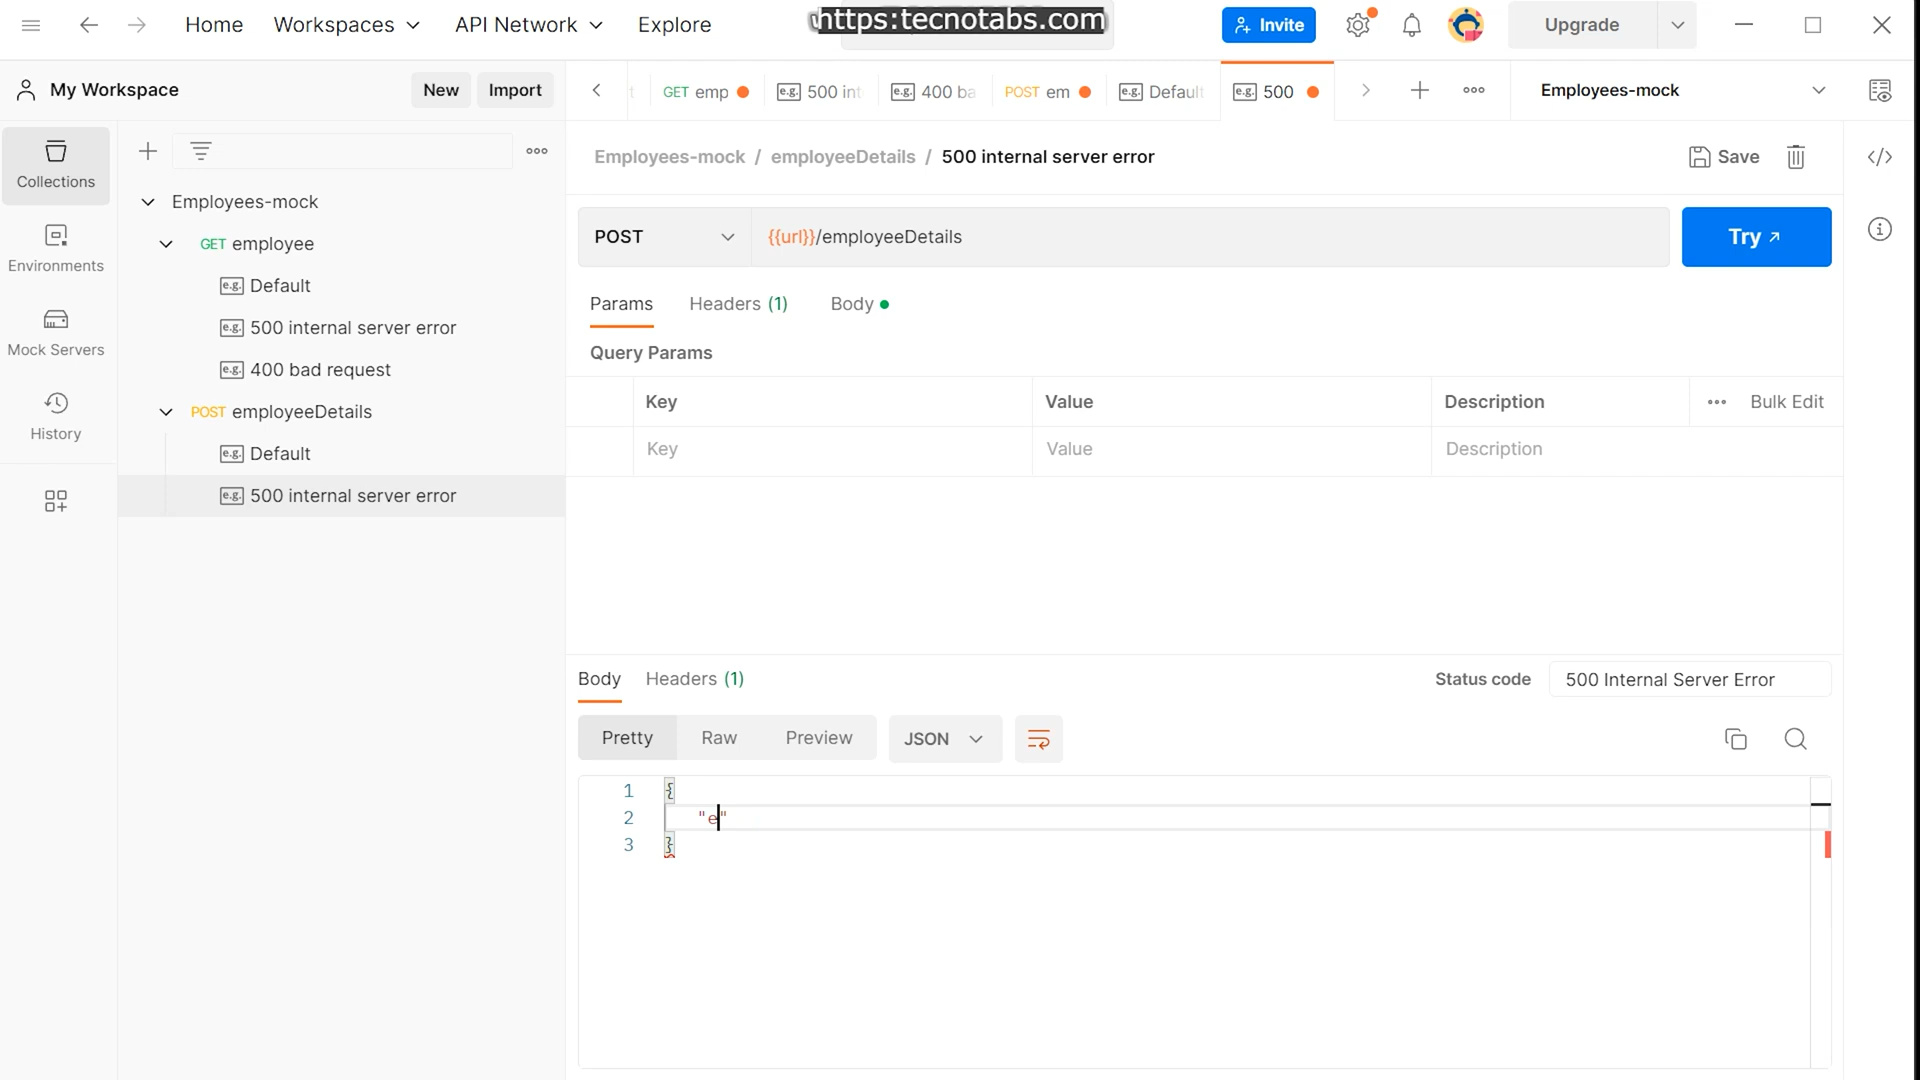 Home Workspaces API Network Explore https:tecnotabs.com Invite Upgrade
My Workspace New Import GET emp e.g. 500 int e.g. 400 ba POST em e.g. Default e.g. 500 Employees-mock
Collections
Environments
Mock Servers
History
Employees-mock
GET employee
e.g. Default
e.g. 500 internal server error
e.g. 400 bad request
POST employeeDetails
e.g. Default
e.g. 500 internal server error
Employees-mock / employeeDetails / 500 internal server error Save
POST {{url}}/employeeDetails Try
Params Headers (1) Body
Query Params
Key Value Description Bulk Edit
Key Value Description
Body Headers (1) Status code 500 Internal Server Error
Pretty Raw Preview JSON
1 {
2 "e"
3 }